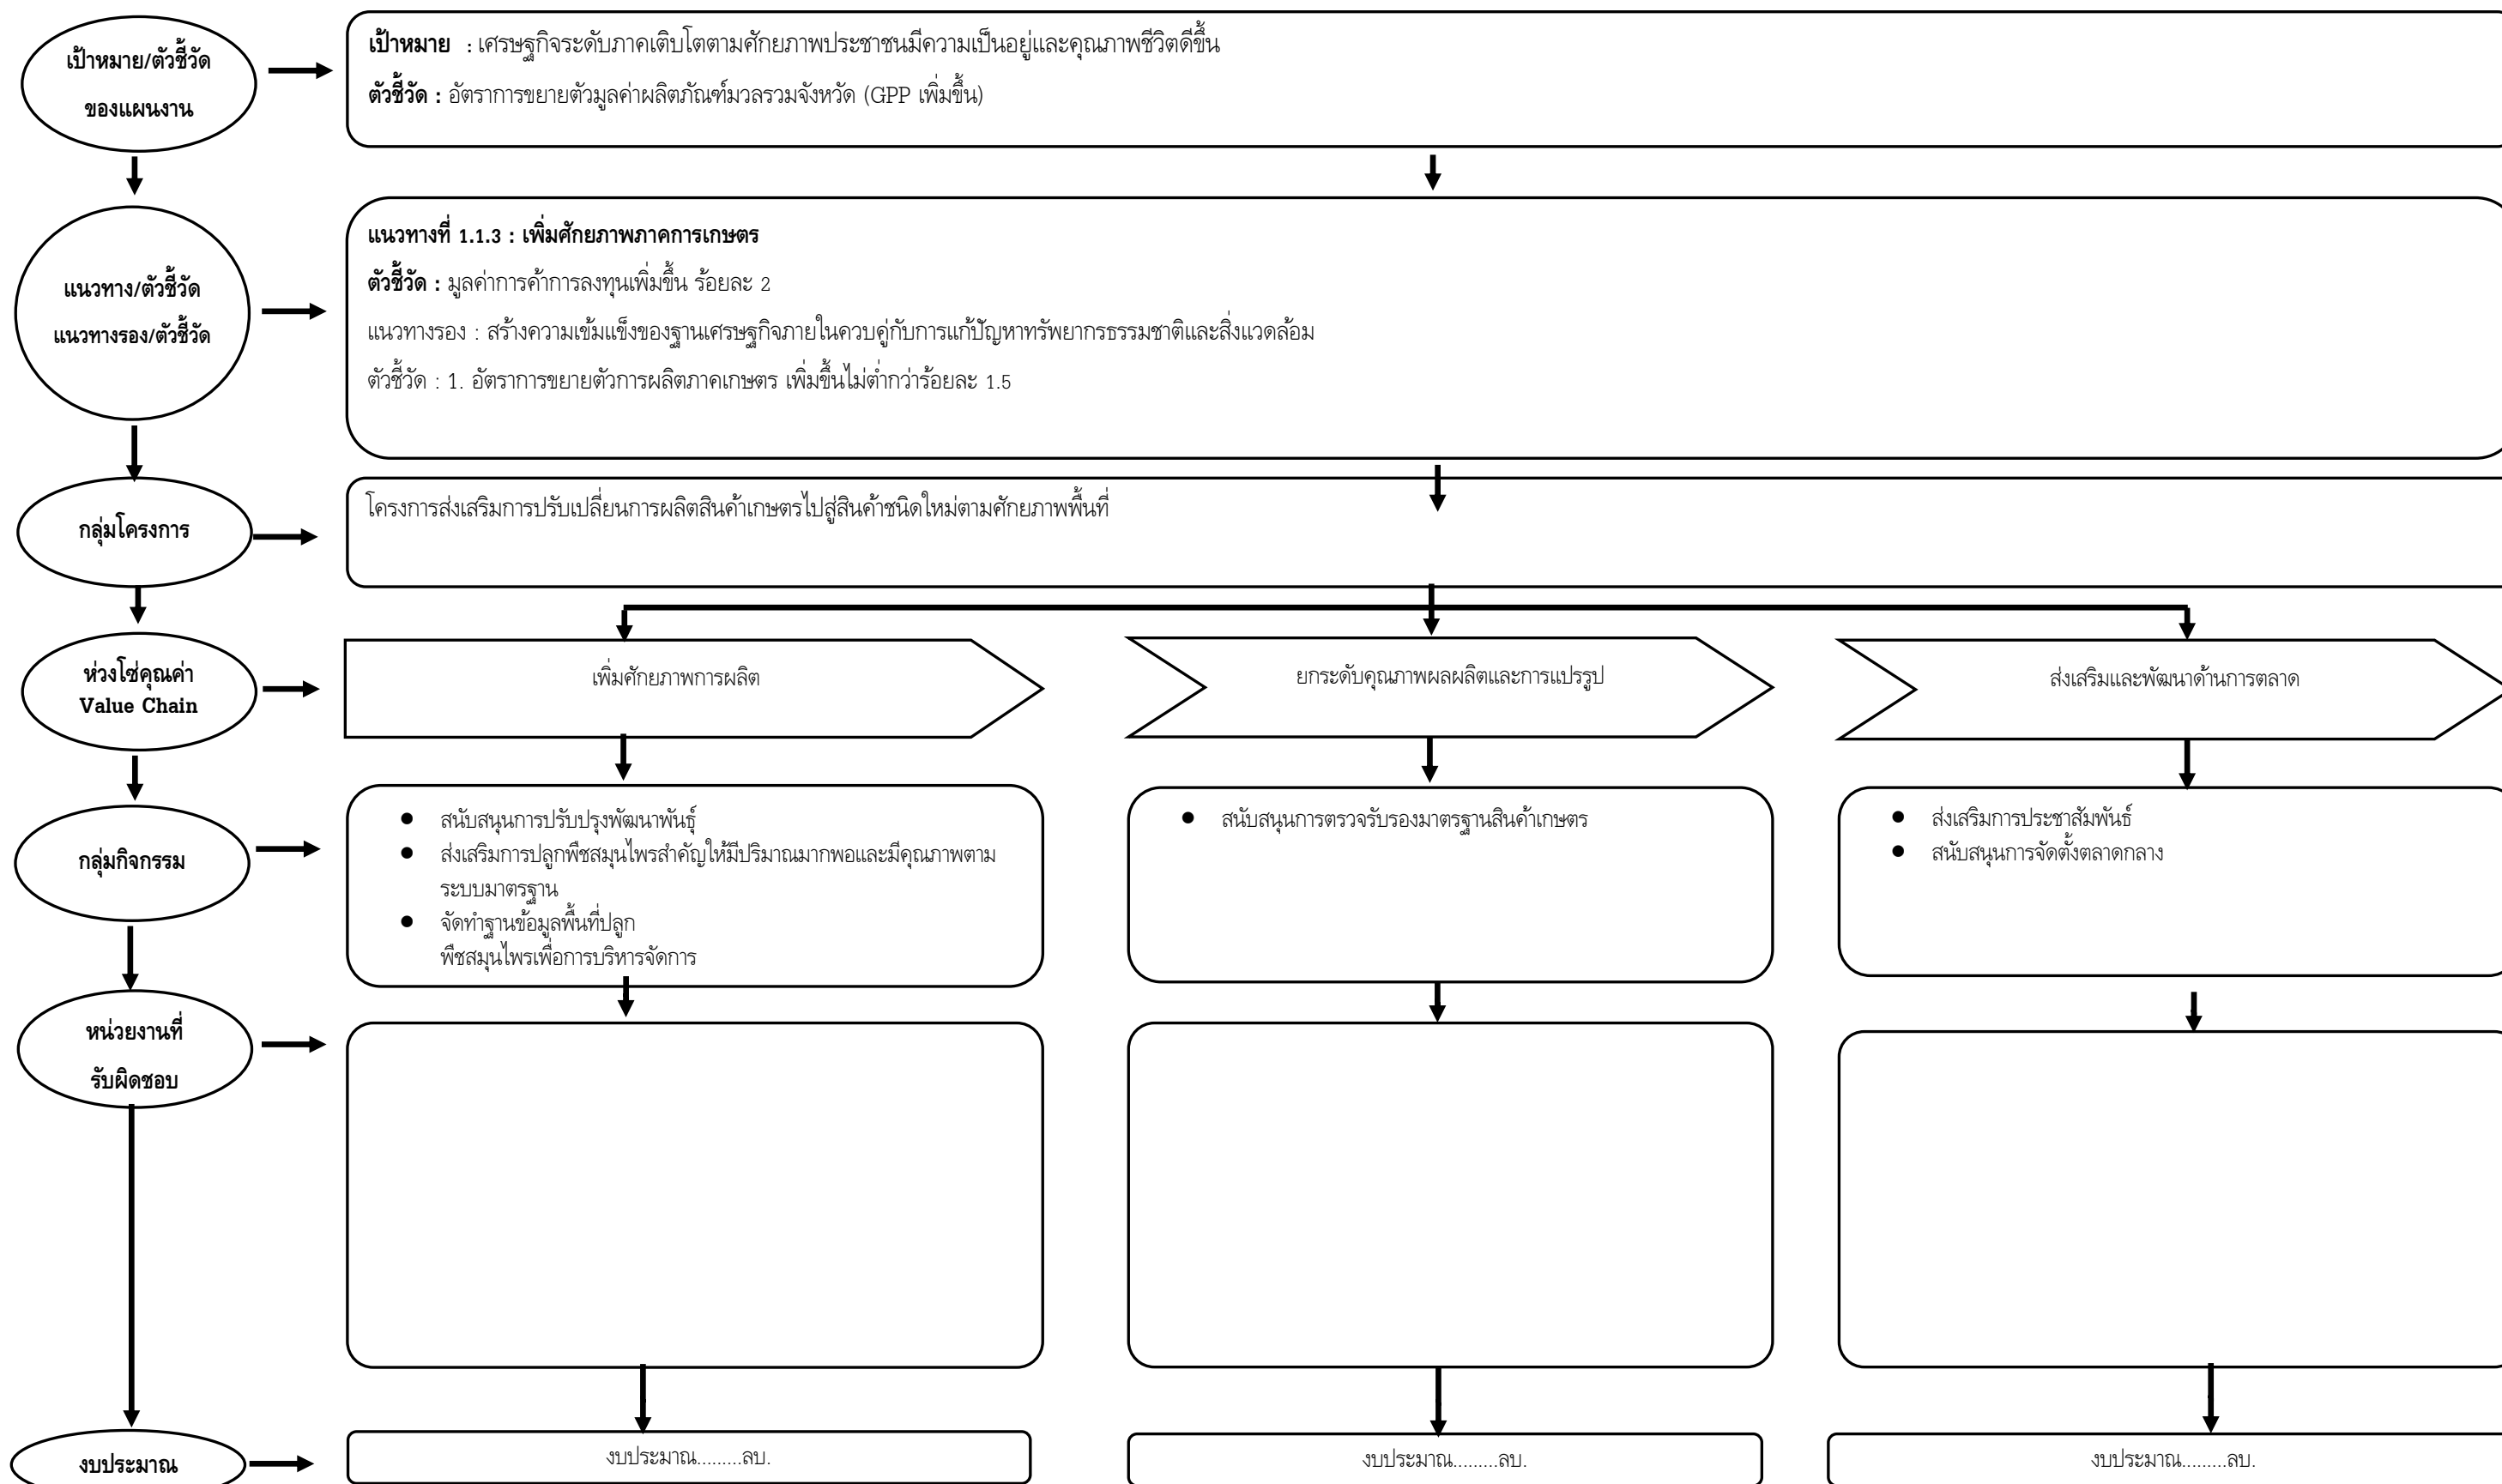 เป้าหมาย/ตัวชี้วัด
ของแผนงาน
เป้าหมาย : เศรษฐกิจระดับภาคเติบโตตามศักยภาพประชาชนมีความเป็นอยู่และคุณภาพชีวิตดีขึ้น
ตัวชี้วัด : อัตราการขยายตัวมูลค่าผลิตภัณฑ์มวลรวมจังหวัด (GPP เพิ่มขึ้น)
แนวทาง/ตัวชี้วัด
แนวทางรอง/ตัวชี้วัด
แนวทางที่ 1.1.3 : เพิ่มศักยภาพภาคการเกษตร
ตัวชี้วัด : มูลค่าการค้าการลงทุนเพิ่มขึ้น ร้อยละ 2
แนวทางรอง : สร้างความเข้มแข็งของฐานเศรษฐกิจภายในควบคู่กับการแก้ปัญหาทรัพยากรธรรมชาติและสิ่งแวดล้อม
ตัวชี้วัด : 1. อัตราการขยายตัวการผลิตภาคเกษตร เพิ่มขึ้นไม่ต่ำกว่าร้อยละ 1.5
กลุ่มโครงการ
โครงการส่งเสริมการปรับเปลี่ยนการผลิตสินค้าเกษตรไปสู่สินค้าชนิดใหม่ตามศักยภาพพื้นที่
ห่วงโซ่คุณค่า
Value Chain
เพิ่มศักยภาพการผลิต
ยกระดับคุณภาพผลผลิตและการแปรรูป
ส่งเสริมและพัฒนาด้านการตลาด
กลุ่มกิจกรรม
● สนับสนุนการปรับปรุงพัฒนาพันธุ์
● ส่งเสริมการปลูกพืชสมุนไพรสำคัญให้มีปริมาณมากพอและมีคุณภาพตาม
ระบบมาตรฐาน
● จัดทำฐานข้อมูลพื้นที่ปลูก
พืชสมุนไพรเพื่อการบริหารจัดการ
● สนับสนุนการตรวจรับรองมาตรฐานสินค้าเกษตร
● ส่งเสริมการประชาสัมพันธ์
● สนับสนุนการจัดตั้งตลาดกลาง
หน่วยงานที่
รับผิดชอบ
งบประมาณ
งบประมาณ.........ลบ.
งบประมาณ.........ลบ.
งบประมาณ.........ลบ.